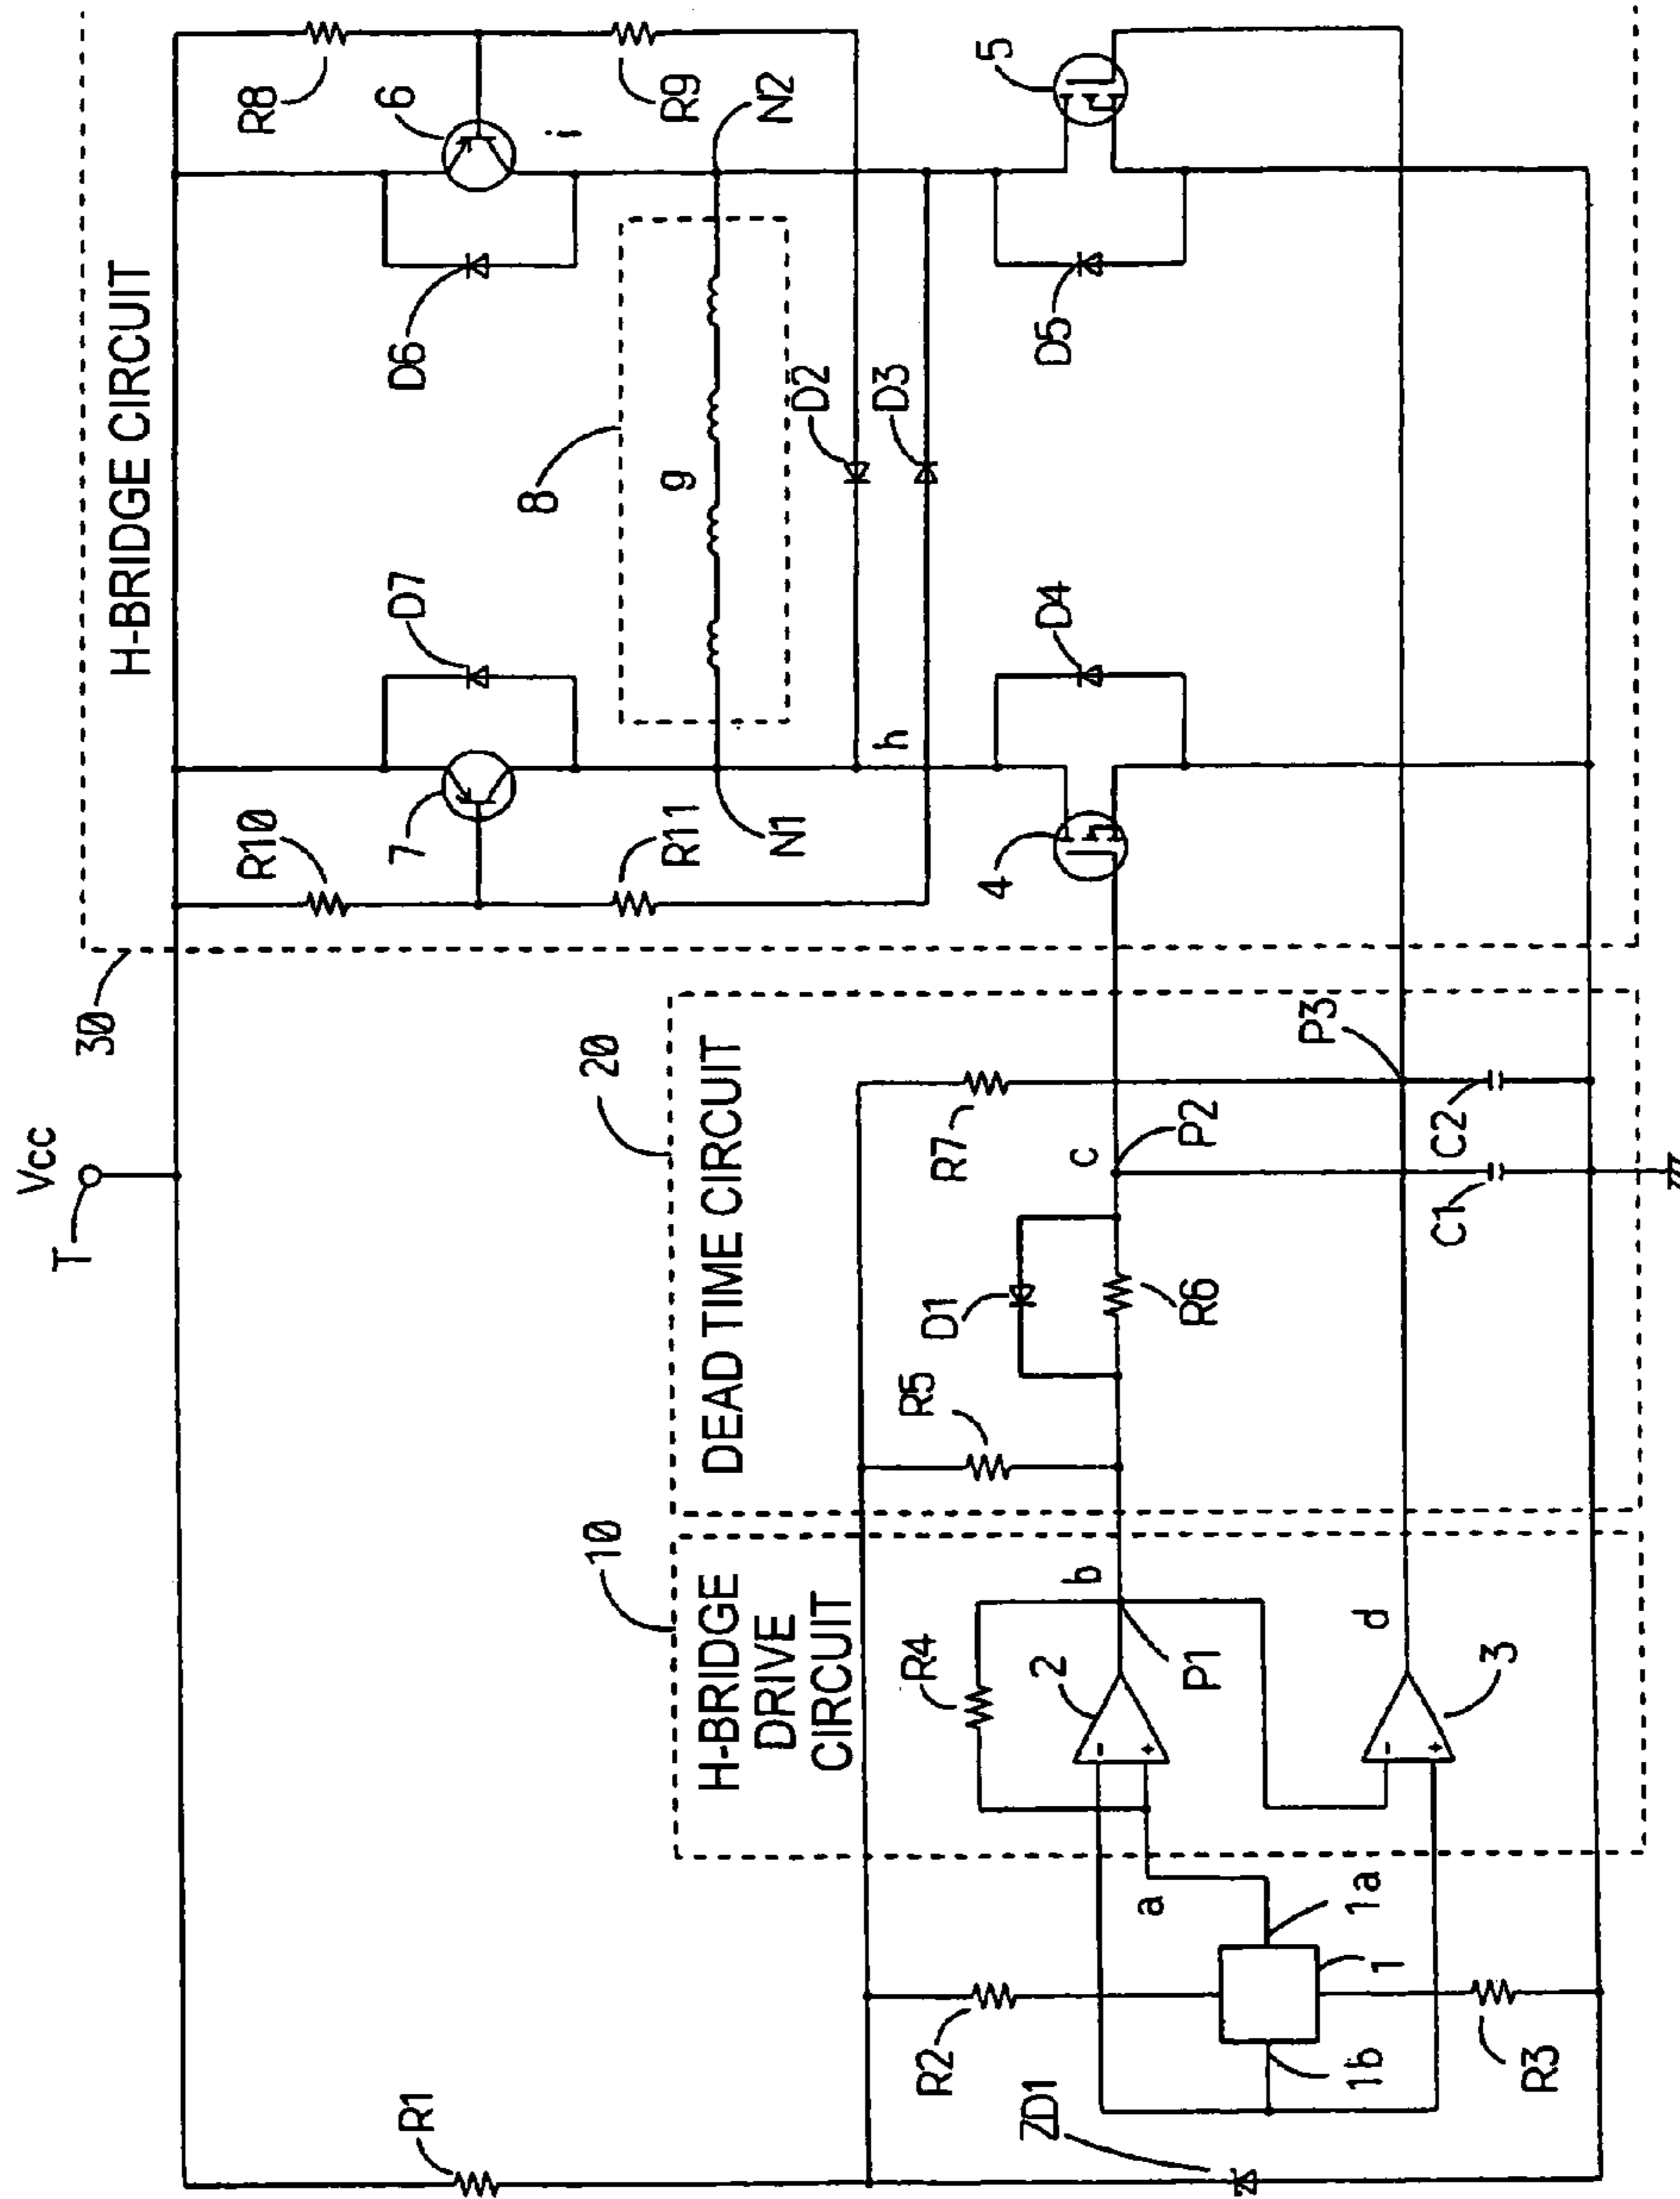 Vcc
T
30
H-BRIDGE CIRCUIT
R1
R10
R8
7
6
D7
D6
i
R11
R9
N1
N2
8
g
10
20
H-BRIDGE
DRIVE
CIRCUIT
DEAD TIME CIRCUIT
D2
D3
h
R2
R4
R5
D1
R7
4
D4
D5
5
ZD1
2
b
c
-
+
a
P1
R6
P2
1a
1
1b
P3
d
3
-
+
R3
C1
C2